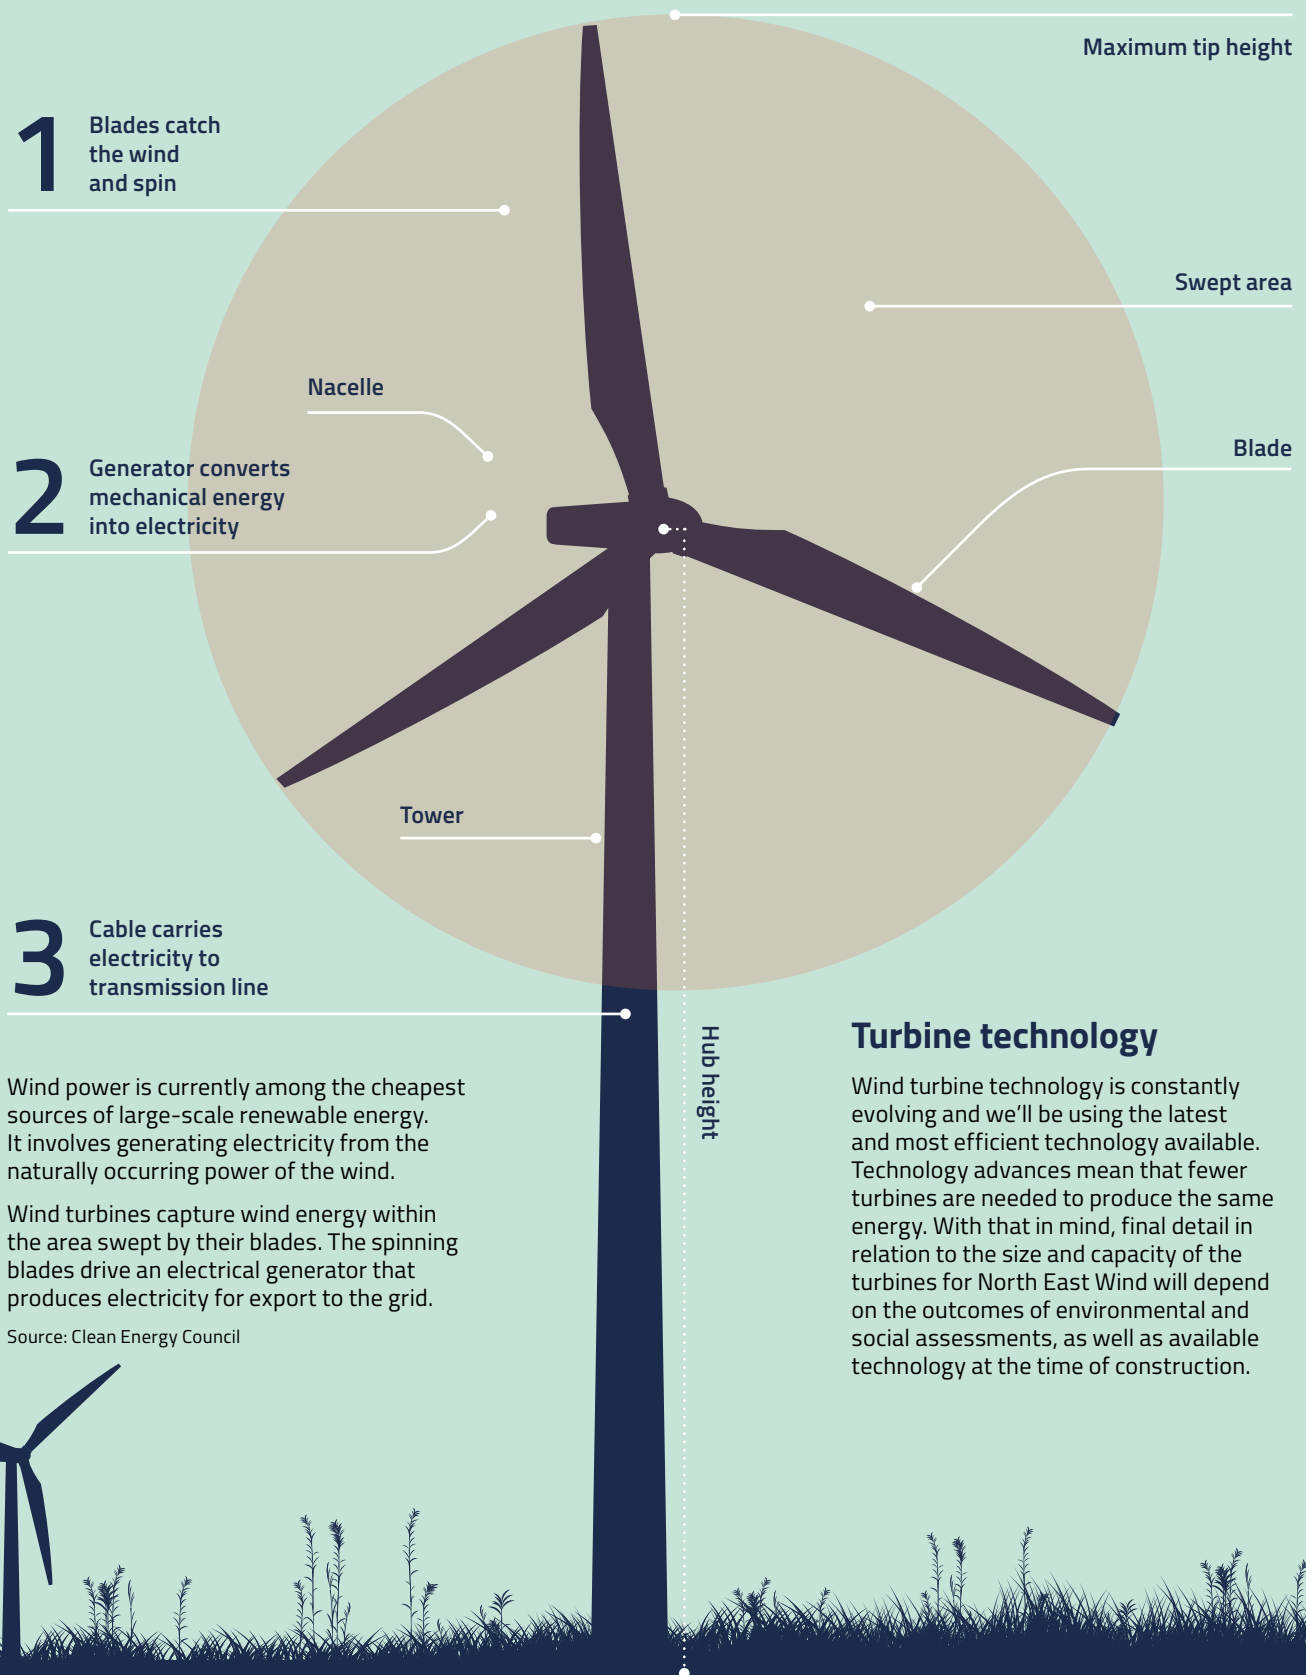 Maximum tip height
1
Blades catch
the wind
and spin
Swept area
Nacelle
Blade
2
Generator converts
mechanical energy
into electricity
Tower
3
Cable carries
electricity to
transmission line
Hub height
Wind power is currently among the cheapest
sources of large-scale renewable energy.
It involves generating electricity from the
naturally occurring power of the wind.
Wind turbines capture wind energy within
the area swept by their blades. The spinning
blades drive an electrical generator that
produces electricity for export to the grid.
Source: Clean Energy Council
Turbine technology
Wind turbine technology is constantly
evolving and we’ll be using the latest
and most efficient technology available.
Technology advances mean that fewer
turbines are needed to produce the same
energy. With that in mind, final detail in
relation to the size and capacity of the
turbines for North East Wind will depend
on the outcomes of environmental and
social assessments, as well as available
technology at the time of construction.